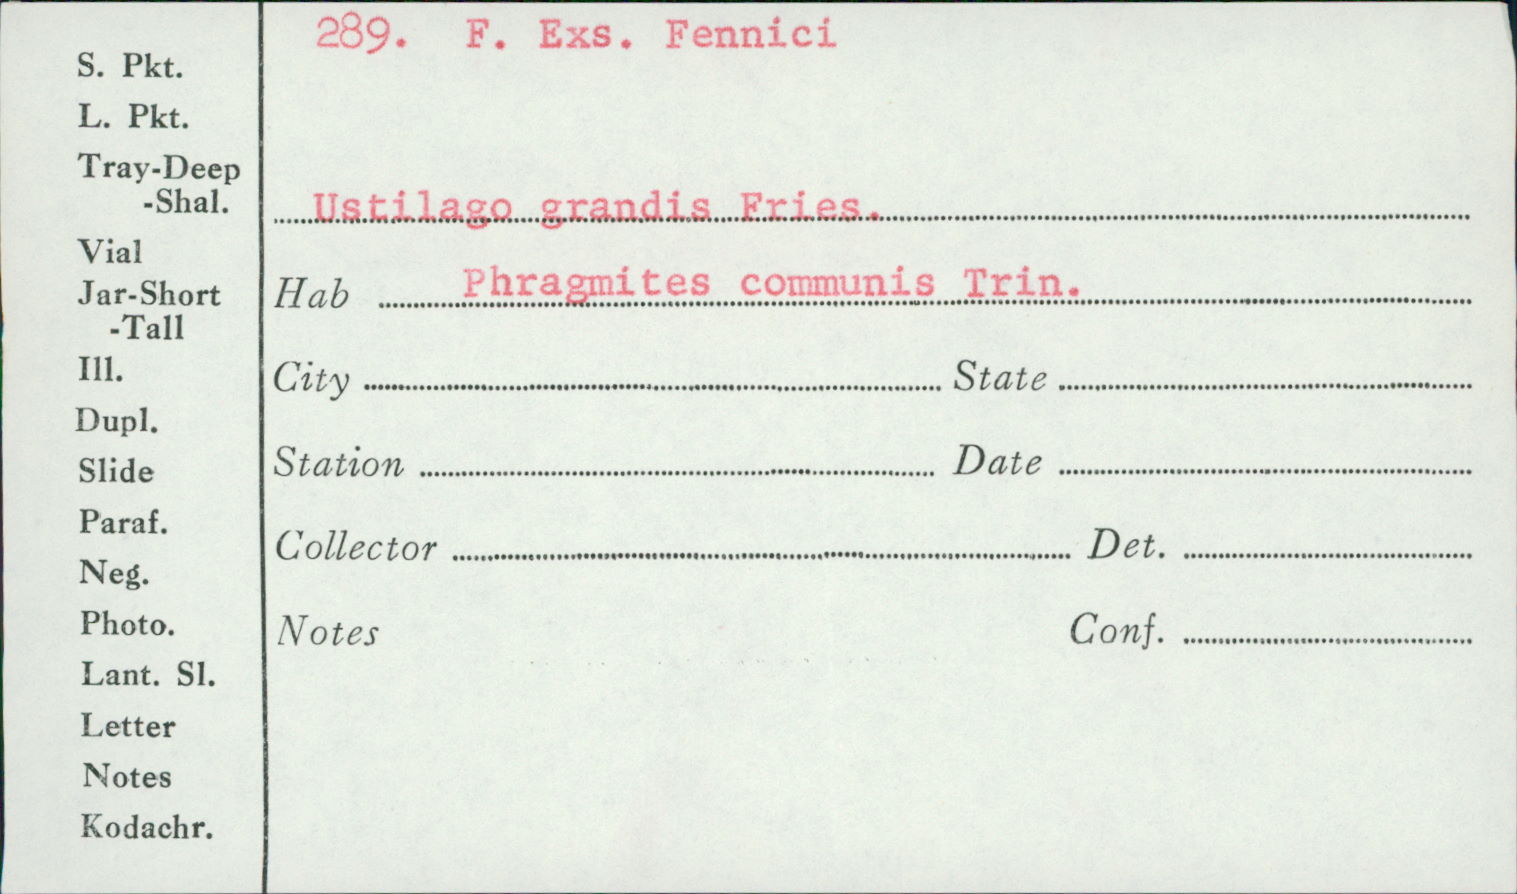 289. F. Exs. Fennici
S. Pkt.
L. Pkt.
Tray-Deep
-Shal.
Ustilago grandis Fries.
Vial
Jar-Short
-Tall
Hab Phragmites communis Trin.
Ill.
City State
Dupl.
Slide
Station Date
Paraf.
Collector Det.
Neg.
Photo.
Notes Conf.
Lant. Sl.
Letter
Notes
Kodachr.